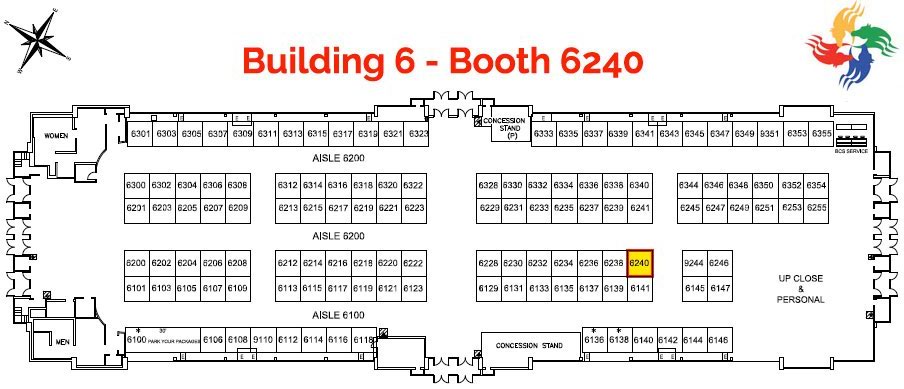 N
E
S
W
Building 6 - Booth 6240
WOMEN
6301 6303 6305 6307 6309 6311 6313 6315 6317 6319 6321 6323
CONCESSION
STAND
(P)
6333 6335 6337 6339 6341 6343 6345 6347 6349 9351 6353 6355
BCS SERVICE
E E E E
AISLE 6200
6300 6302 6304 6306 6308 6312 6314 6316 6318 6320 6322 6328 6330 6332 6334 6336 6338 6340 6344 6346 6348 6350 6352 6354
6201 6203 6205 6207 6209 6213 6215 6217 6219 6221 6223 6229 6231 6233 6235 6237 6239 6241 6245 6247 6249 6251 6253 6255
AISLE 6200
6200 6202 6204 6206 6208 6212 6214 6216 6218 6220 6222 6228 6230 6232 6234 6236 6238 6240 9244 6246
6101 6103 6105 6107 6109 6113 6115 6117 6119 6121 6123 6129 6131 6133 6135 6137 6139 6141 6145 6147
UP CLOSE
&
PERSONAL
AISLE 6100
MEN
* 30'
6100 PARK YOUR PACKAGES 6106 6108 9110 6112 6114 6116 6118
CONCESSION STAND
* *
6136 6138 6140 6142 6144 6146
E E E E